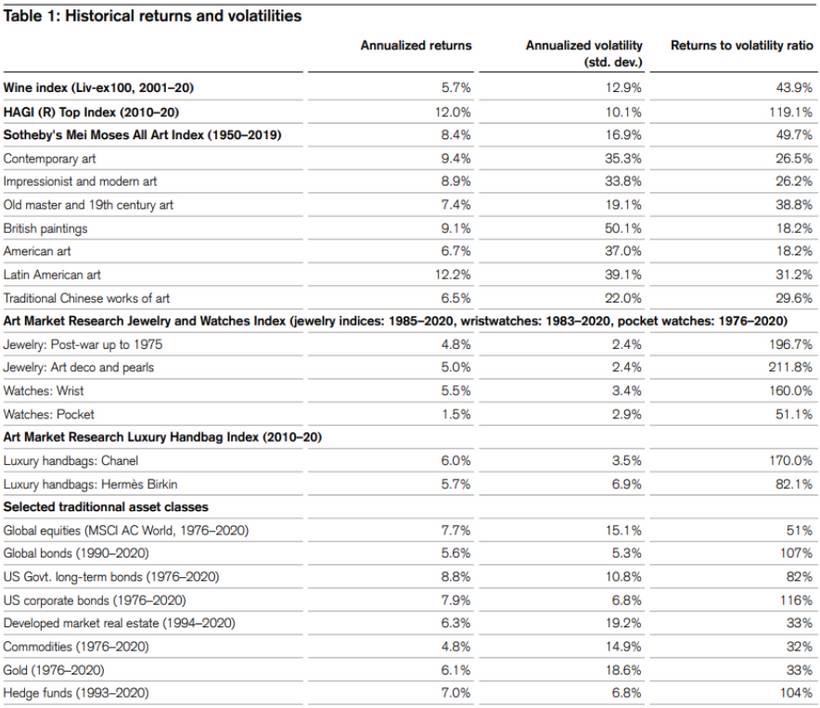 Table 1: Historical returns and volatilities
Annualized returns Annualized volatility (std. dev.) Returns to volatility ratio
Wine index (Liv-ex100, 2001–20) 5.7% 12.9% 43.9%
HAGI (R) Top Index (2010–20) 12.0% 10.1% 119.1%
Sotheby's Mei Moses All Art Index (1950–2019) 8.4% 16.9% 49.7%
Contemporary art 9.4% 35.3% 26.5%
Impressionist and modern art 8.9% 33.8% 26.2%
Old master and 19th century art 7.4% 19.1% 38.8%
British paintings 9.1% 50.1% 18.2%
American art 6.7% 37.0% 18.2%
Latin American art 12.2% 39.1% 31.2%
Traditional Chinese works of art 6.5% 22.0% 29.6%
Art Market Research Jewelry and Watches Index (jewelry indices: 1985–2020, wristwatches: 1983–2020, pocket watches: 1976–2020)
Jewelry: Post-war up to 1975 4.8% 2.4% 196.7%
Jewelry: Art deco and pearls 5.0% 2.4% 211.8%
Watches: Wrist 5.5% 3.4% 160.0%
Watches: Pocket 1.5% 2.9% 51.1%
Art Market Research Luxury Handbag Index (2010–20)
Luxury handbags: Chanel 6.0% 3.5% 170.0%
Luxury handbags: Hermès Birkin 5.7% 6.9% 82.1%
Selected traditionnal asset classes
Global equities (MSCI AC World, 1976–2020) 7.7% 15.1% 51%
Global bonds (1990–2020) 5.6% 5.3% 107%
US Govt. long-term bonds (1976–2020) 8.8% 10.8% 82%
US corporate bonds (1976–2020) 7.9% 6.8% 116%
Developed market real estate (1994–2020) 6.3% 19.2% 33%
Commodities (1976–2020) 4.8% 14.9% 32%
Gold (1976–2020) 6.1% 18.6% 33%
Hedge funds (1993–2020) 7.0% 6.8% 104%